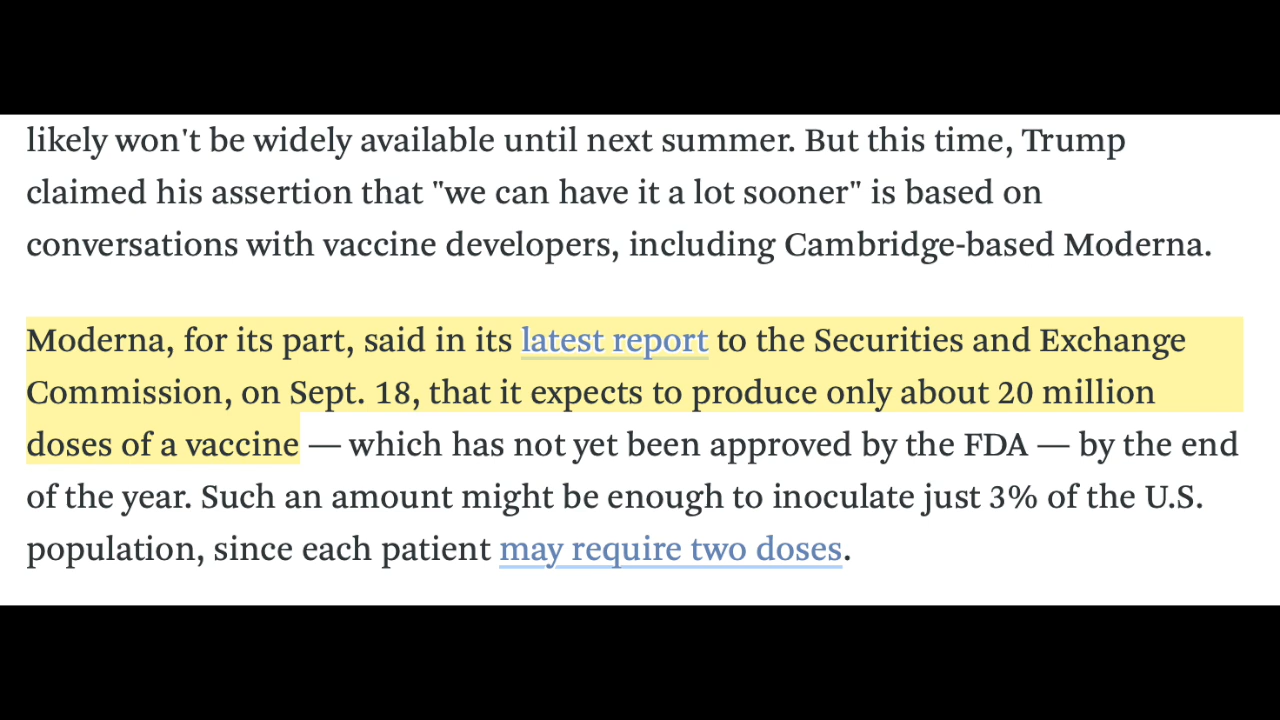 likely won't be widely available until next summer. But this time, Trump
claimed his assertion that "we can have it a lot sooner" is based on
conversations with vaccine developers, including Cambridge-based Moderna.
Moderna, for its part, said in its latest report to the Securities and Exchange
Commission, on Sept. 18, that it expects to produce only about 20 million
doses of a vaccine — which has not yet been approved by the FDA — by the end
of the year. Such an amount might be enough to inoculate just 3% of the U.S.
population, since each patient may require two doses.